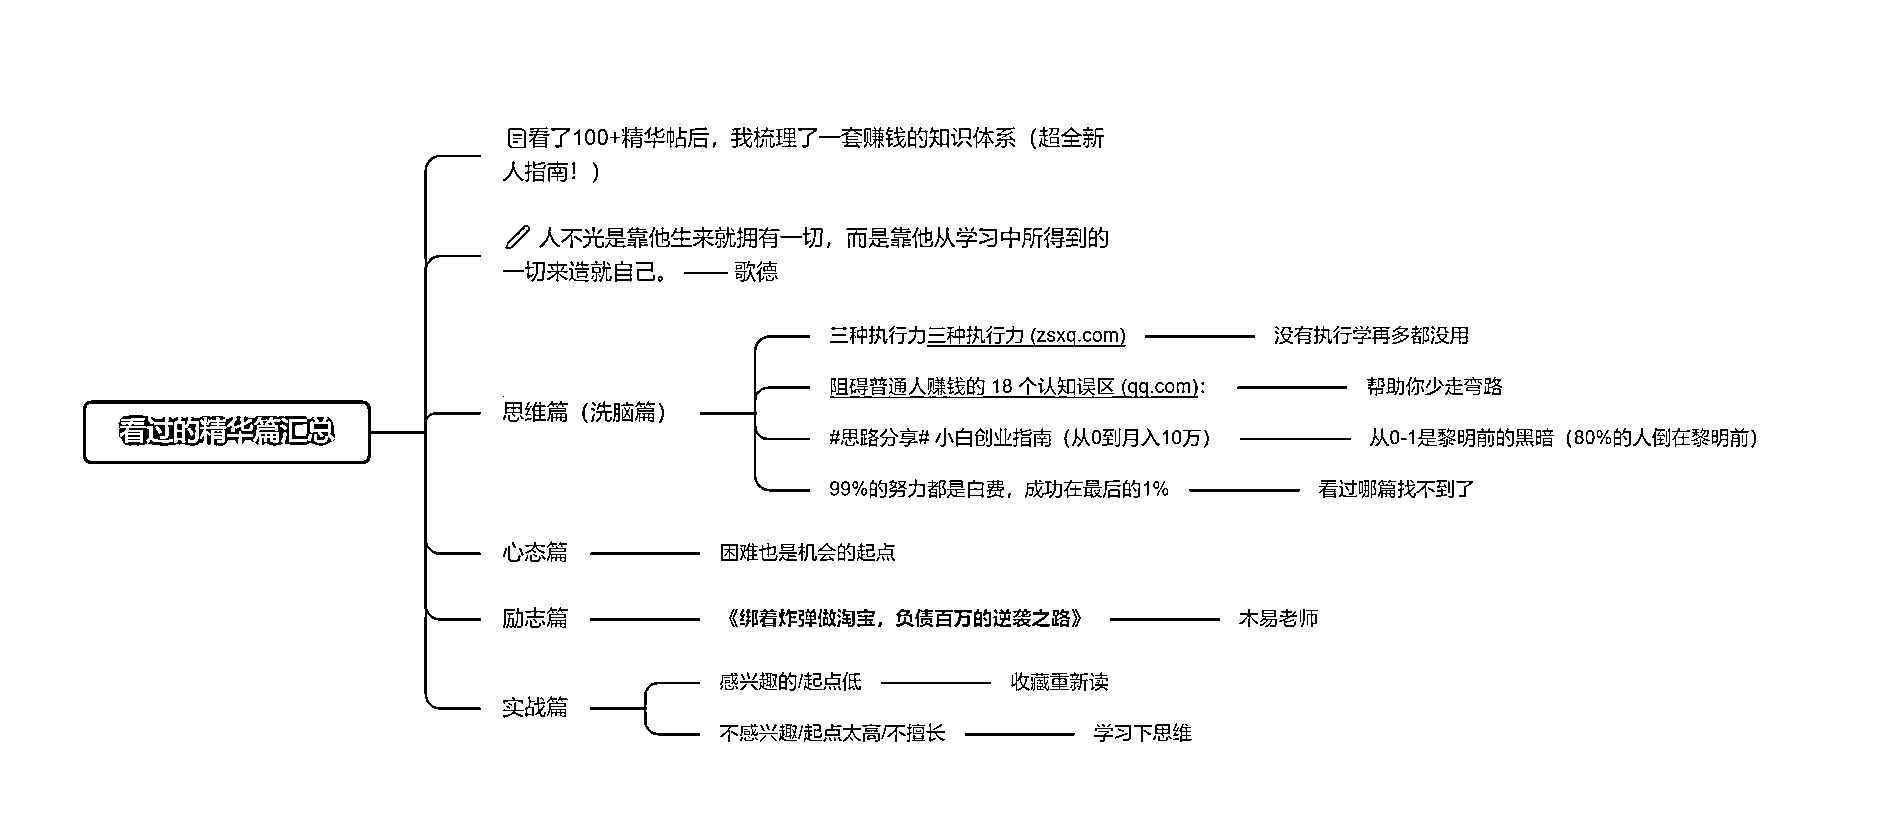 看了100+精华帖后，我梳理了一套赚钱的知识体系（超全新
人指南！）
人不光是靠他生来就拥有一切，而是靠他从学习中所得到的
一切来造就自己。 —— 歌德
三种执行力三种执行力 (zsxq.com)
没有执行学再多都没用
阻碍普通人赚钱的 18 个认知误区 (qq.com)：
帮助你少走弯路
思维篇（洗脑篇）
看过的精华篇汇总
#思路分享# 小白创业指南（从0到月入10万）
从0-1是黎明前的黑暗（80%的人倒在黎明前）
99%的努力都是白费，成功在最后的1%
看过哪篇找不到了
心态篇
困难也是机会的起点
励志篇
《绑着炸弹做淘宝，负债百万的逆袭之路》
木易老师
实战篇
感兴趣的/起点低
收藏重新读
不感兴趣/起点太高/不擅长
学习下思维